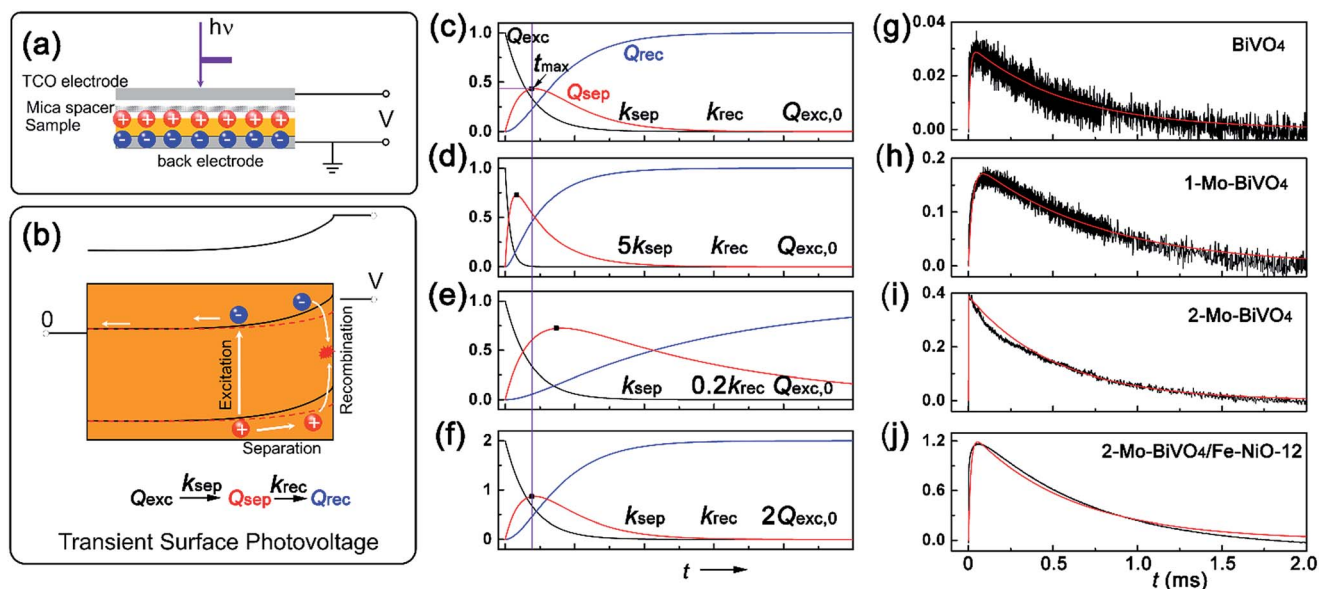 (a)
hν
TCO electrode
Mica spacer
Sample
+ + + + + + +
- - - - - - -
back electrode
V
(b)
V
0
-
-
Excitation
Recombination
+
+
Separation
Qexc ksep Qsep krec Qrec
Transient Surface Photovoltage
(c)
Qexc
Qrec
tmax
Qsep
ksep krec Qexc,0
1.0
0.5
0.0
(d)
5ksep krec Qexc,0
1.0
0.5
0.0
(e)
ksep 0.2krec Qexc,0
1.0
0.5
0.0
(f)
ksep krec 2Qexc,0
2
1
0
t
(g)
BiVO4
0.04
0.02
0.00
(h)
1-Mo-BiVO4
0.2
0.1
0.0
(i)
2-Mo-BiVO4
0.4
0.2
0.0
(j)
2-Mo-BiVO4/Fe-NiO-12
1.2
0.6
0.0
0 0.5 1.0 1.5 2.0
t (ms)